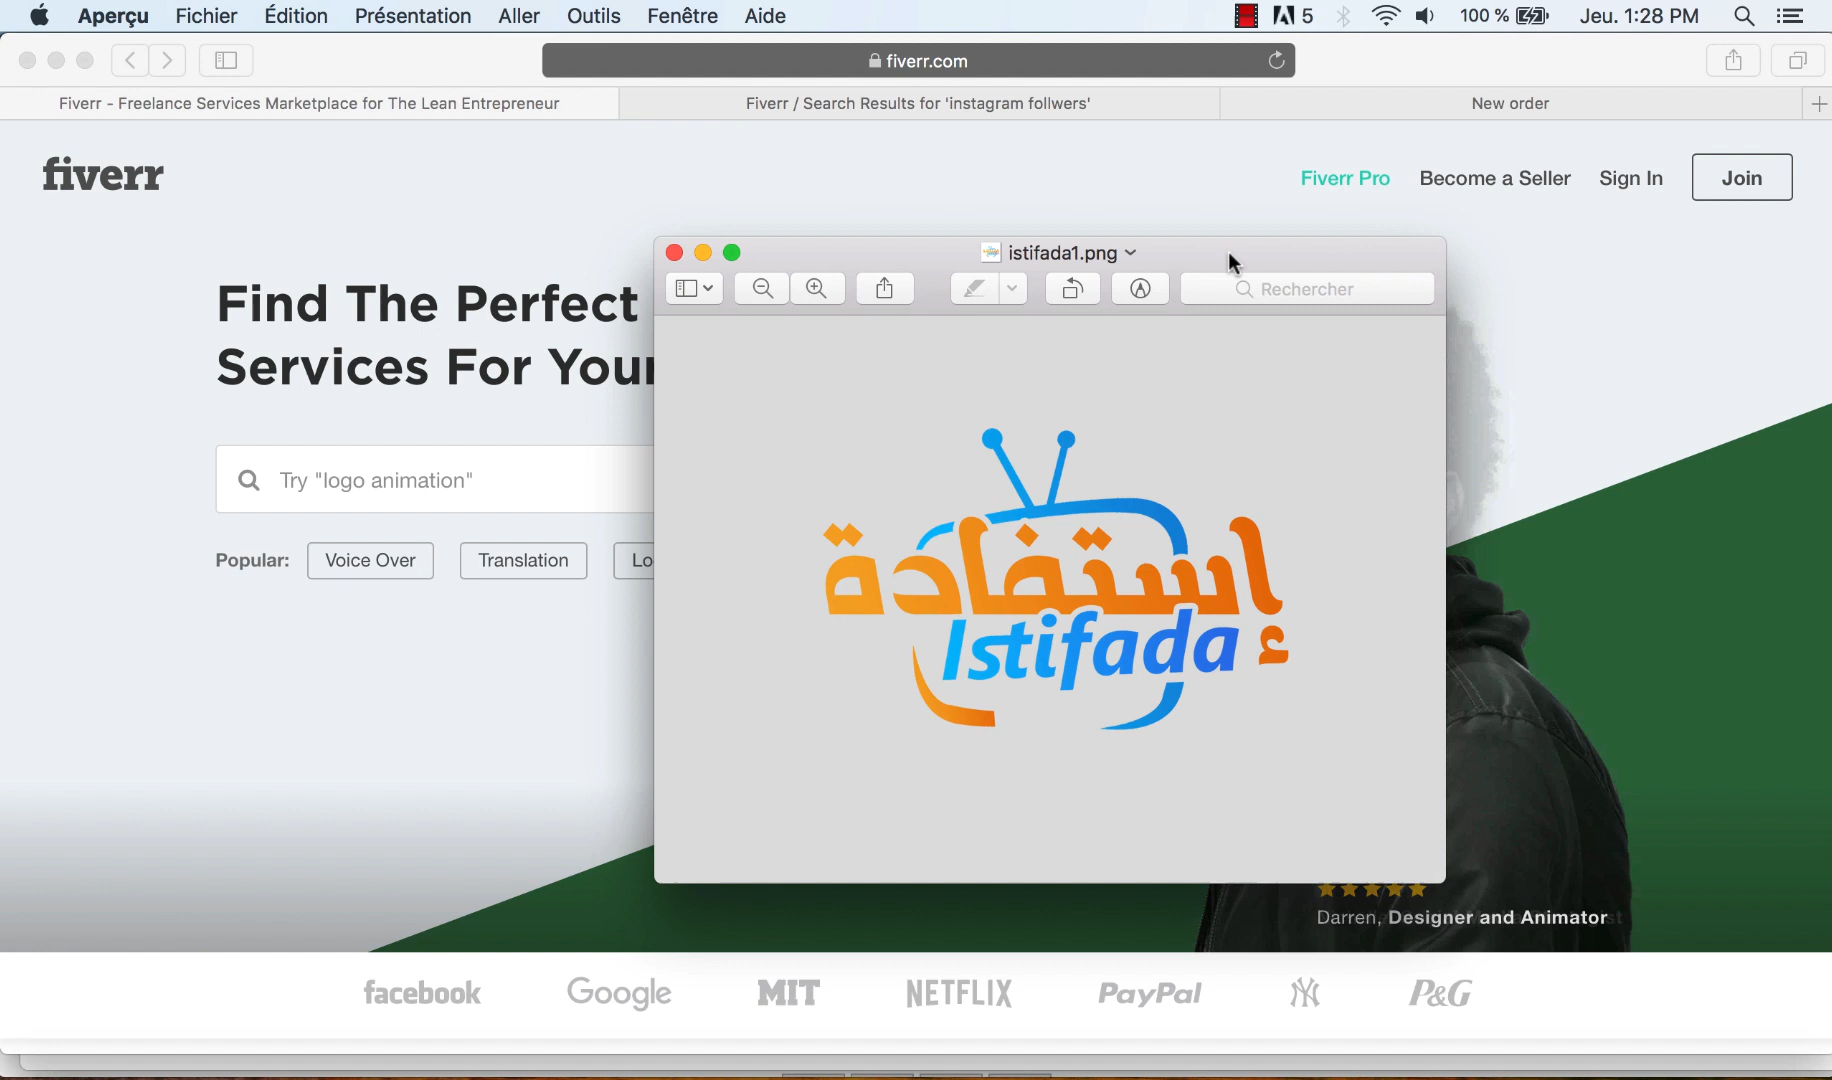 Aperçu Fichier Édition Présentation Aller Outils Fenêtre Aide 5 100 % Jeu. 1:28 PM
fiverr.com
Fiverr - Freelance Services Marketplace for The Lean Entrepreneur Fiverr / Search Results for 'instagram follwers' New order
fiverr
Fiverr Pro Become a Seller Sign In Join
istifada1.png
Rechercher
Find The Perfect
Services For Your
Try "logo animation"
Popular: Voice Over Translation Lo
إستفادة
Istifada
Darren, Designer and Animator
facebook Google MIT NETFLIX PayPal NY P&G